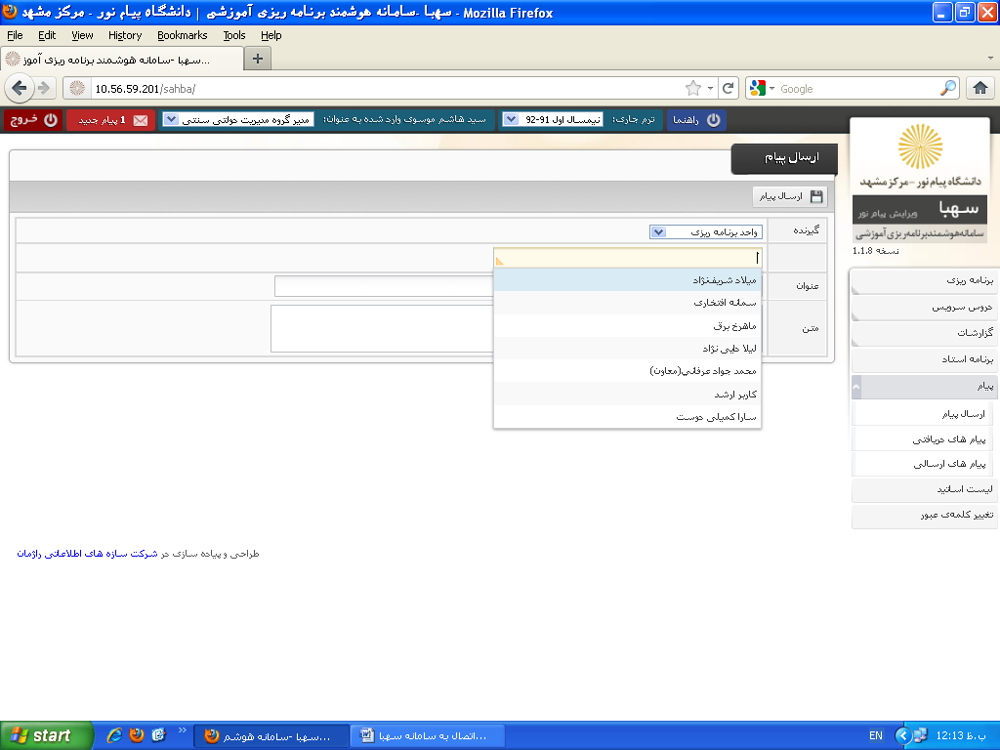 سهبا -سامانه هوشمند برنامه ریزی آموزشی | دانشگاه پیام نور - مرکز مشهد - Mozilla Firefox
File Edit View History Bookmarks Tools Help
سهبا -سامانه هوشمند برنامه ریزی آموز...
10.56.59.201/sahba/
Google
راهنما
ترم جاری: نیمسال اول 91-92
سید هاشم موسوی وارد شده به عنوان: مدیر گروه مدیریت دولتی سنتی
1 پیام جدید
خروج
دانشگاه پیام نور -مرکز مشهد
سهبا ویرایش پیام نور
سامانه هوشمند برنامه ریزی آموزشی
نسخه 1.1.8
برنامه ریزی
دروس سرویس
گزارشات
برنامه استاد
پیام
ارسال پیام
پیام های دریافتی
پیام های ارسالی
لیست اساتید
تغییر کلمه‌ی عبور
ارسال پیام
ارسال پیام
گیرنده
واحد برنامه ریزی
میلاد شریف‌نژاد
سمانه افتخاری
ماهرخ برق
لیلا دایی نژاد
محمد جواد عرفاني(معاون)
کاربر ارشد
سارا کمیلی دوست
عنوان
متن
طراحی و پیاده سازی در شرکت سازه های اطلاعاتی راژمان
start
سهبا -سامانه هوشم...
اتصال به سامانه سهبا...
EN
12:13 ب.ظ